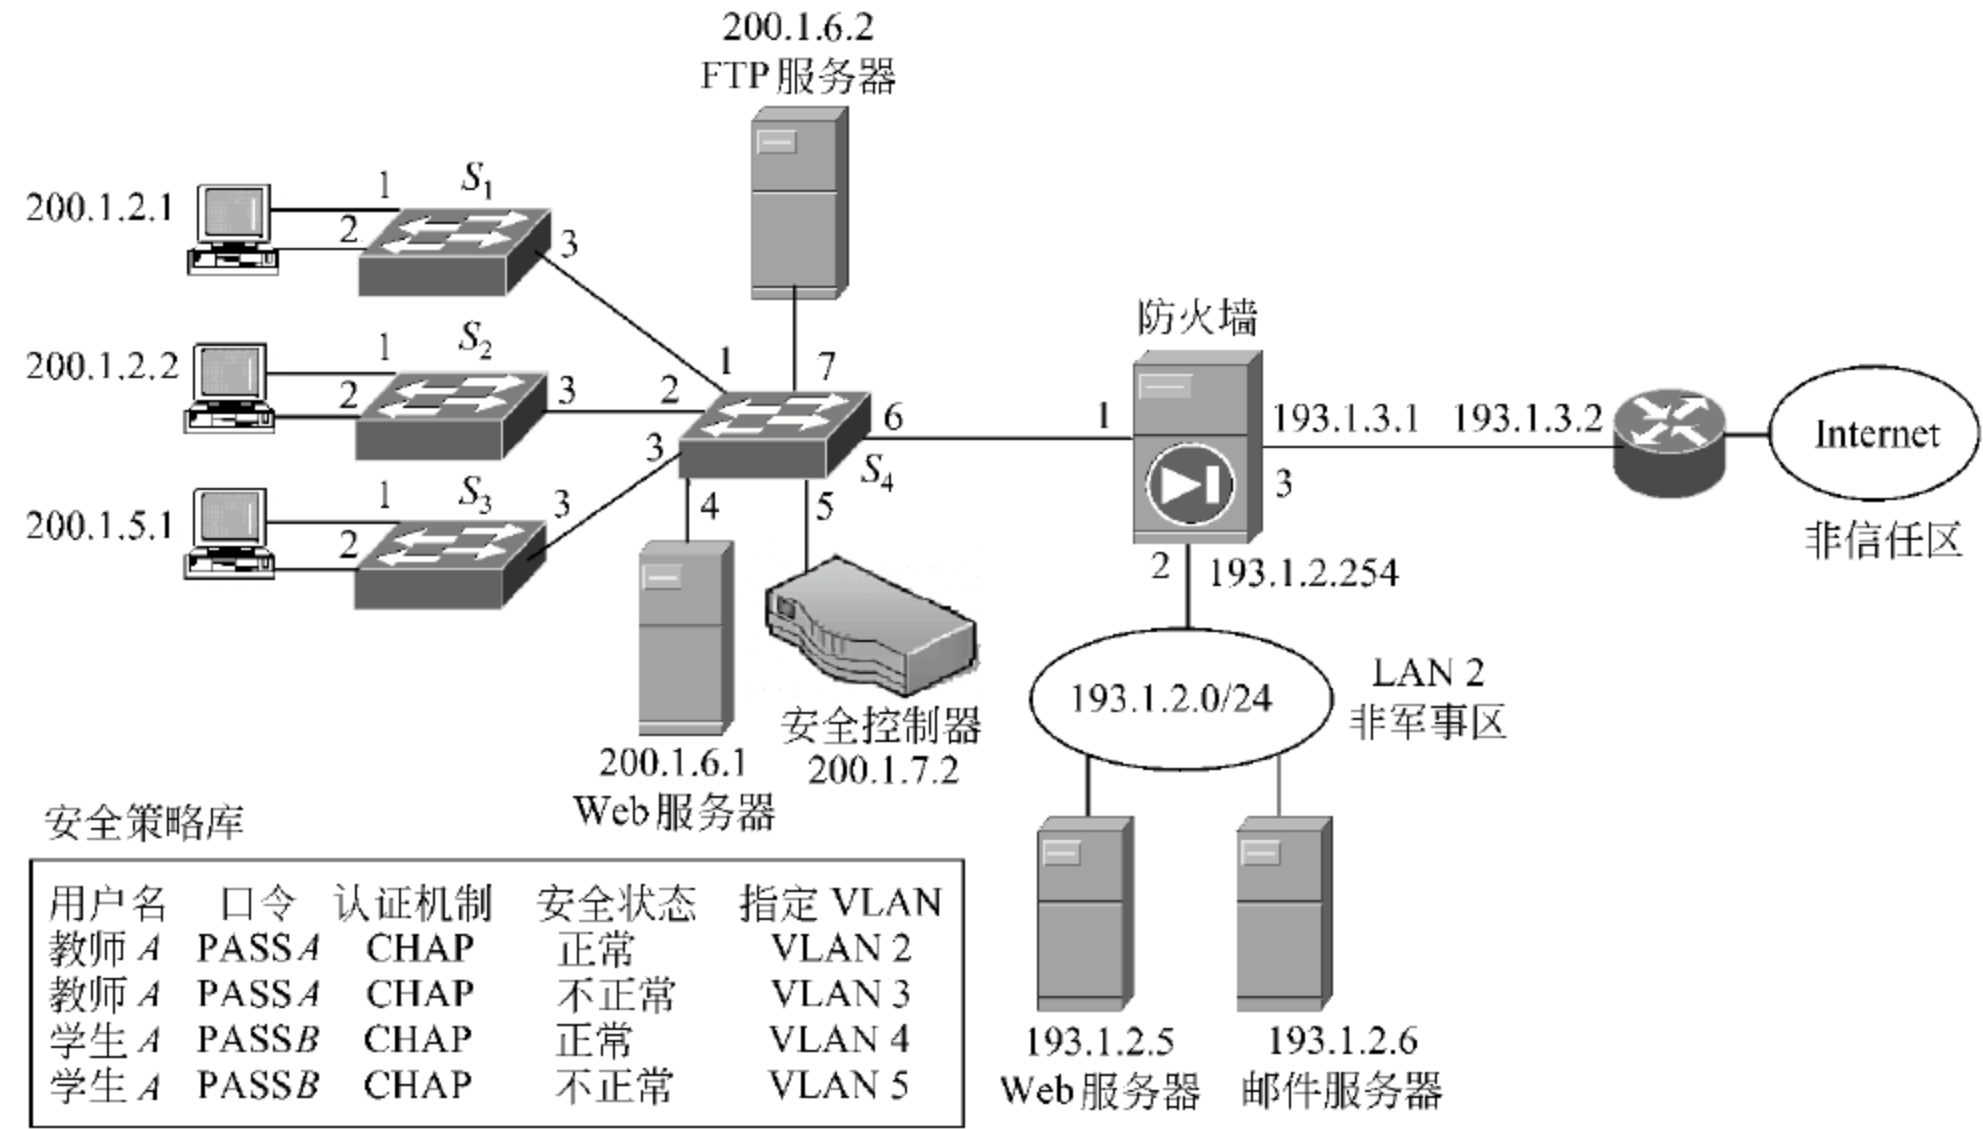 200.1.6.2
FTP服务器
200.1.2.1
1
2
S1
3
200.1.2.2
1
2
S2
3
200.1.5.1
1
2
S3
3
1
7
2
6
3
S4
4
5
防火墙
1
193.1.3.1
193.1.3.2
3
Internet
非信任区
2
193.1.2.254
193.1.2.0/24
LAN 2
非军事区
200.1.6.1
Web服务器
安全控制器
200.1.7.2
193.1.2.5
Web服务器
193.1.2.6
邮件服务器
安全策略库
用户名 口令 认证机制 安全状态 指定 VLAN
教师A PASSA CHAP 正常 VLAN 2
教师A PASSA CHAP 不正常 VLAN 3
学生A PASSB CHAP 正常 VLAN 4
学生A PASSB CHAP 不正常 VLAN 5